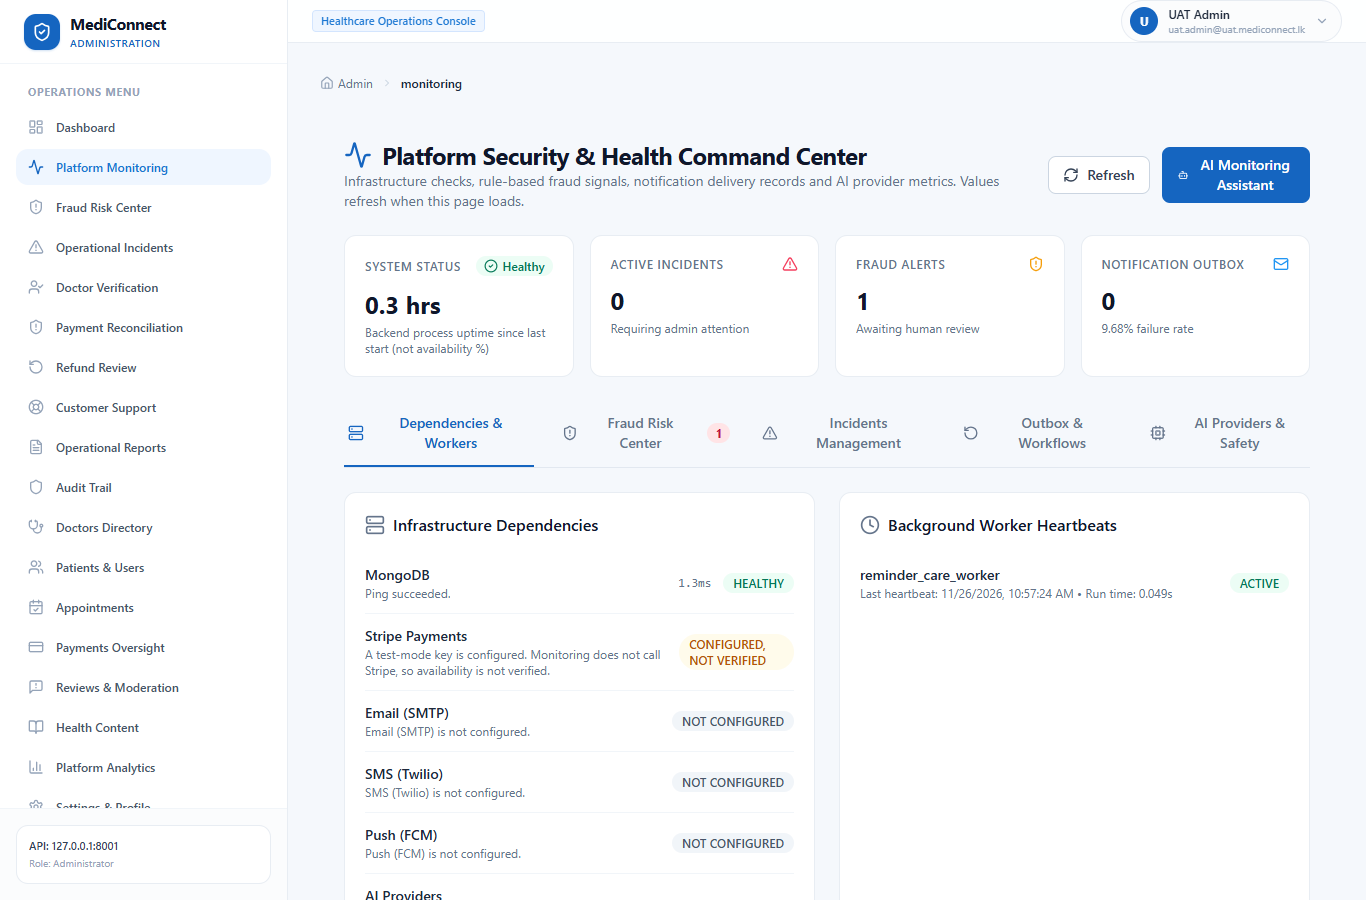 MediConnect
ADMINISTRATION
OPERATIONS MENU
Dashboard
Platform Monitoring
Fraud Risk Center
Operational Incidents
Doctor Verification
Payment Reconciliation
Refund Review
Customer Support
Operational Reports
Audit Trail
Doctors Directory
Patients & Users
Appointments
Payments Oversight
Reviews & Moderation
Health Content
Platform Analytics
Settings & Profile
API: 127.0.0.1:8001
Role: Administrator
Healthcare Operations Console
U
UAT Admin
uat.admin@uat.mediconnect.lk
Admin
monitoring
Platform Security & Health Command Center
Infrastructure checks, rule-based fraud signals, notification delivery records and AI provider metrics. Values
refresh when this page loads.
Refresh
AI Monitoring
Assistant
SYSTEM STATUS
Healthy
0.3 hrs
Backend process uptime since last
start (not availability %)
ACTIVE INCIDENTS
0
Requiring admin attention
FRAUD ALERTS
1
Awaiting human review
NOTIFICATION OUTBOX
0
9.68% failure rate
Dependencies &
Workers
Fraud Risk
Center
1
Incidents
Management
Outbox &
Workflows
AI Providers &
Safety
Infrastructure Dependencies
MongoDB
Ping succeeded.
1.3ms
HEALTHY
Stripe Payments
A test-mode key is configured. Monitoring does not call
Stripe, so availability is not verified.
CONFIGURED,
NOT VERIFIED
Email (SMTP)
Email (SMTP) is not configured.
NOT CONFIGURED
SMS (Twilio)
SMS (Twilio) is not configured.
NOT CONFIGURED
Push (FCM)
Push (FCM) is not configured.
NOT CONFIGURED
AI Providers
Background Worker Heartbeats
reminder_care_worker
Last heartbeat: 11/26/2026, 10:57:24 AM • Run time: 0.049s
ACTIVE